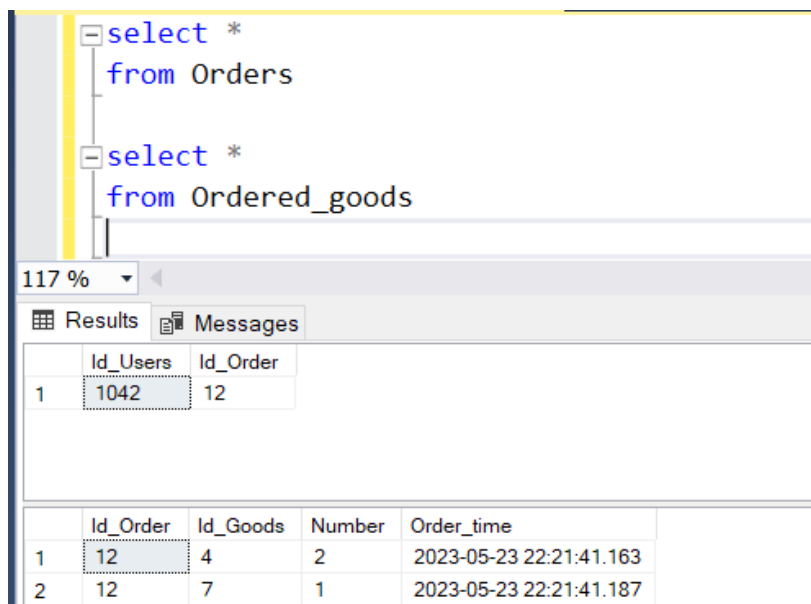 select *
from Orders
select *
from Ordered_goods
117 %
Results Messages
Id_Users Id_Order
1 1042 12
Id_Order Id_Goods Number Order_time
1 12 4 2 2023-05-23 22:21:41.163
2 12 7 1 2023-05-23 22:21:41.187